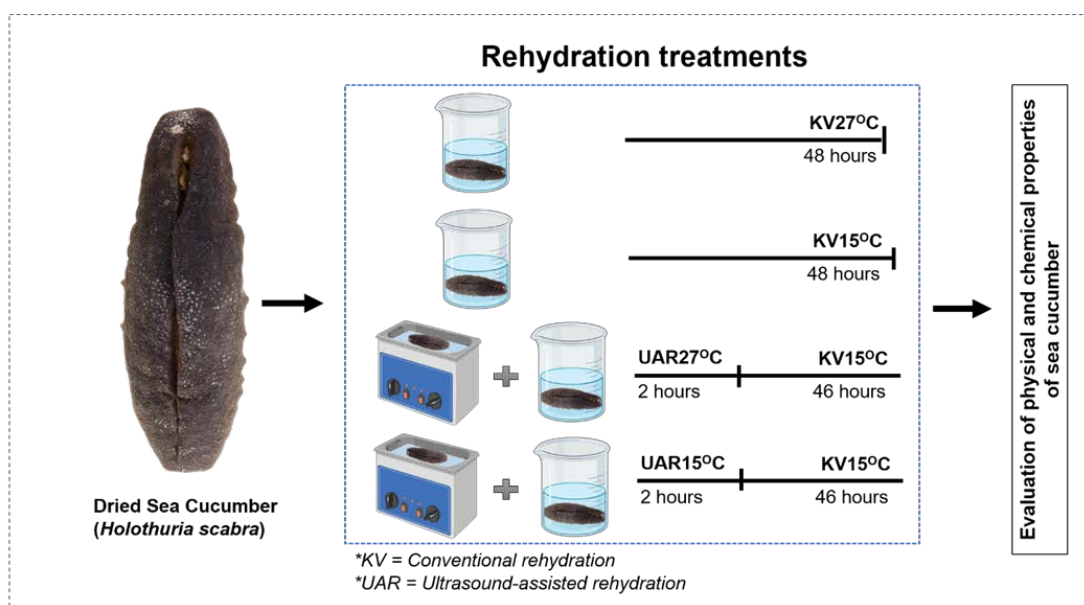 Rehydration treatments
KV27°C
48 hours
KV15°C
48 hours
UAR27°C
KV15°C
2 hours
46 hours
UAR15°C
KV15°C
2 hours
46 hours
Dried Sea Cucumber
(Holothuria scabra)
*KV = Conventional rehydration
*UAR = Ultrasound-assisted rehydration
Evaluation of physical and chemical properties
of sea cucumber